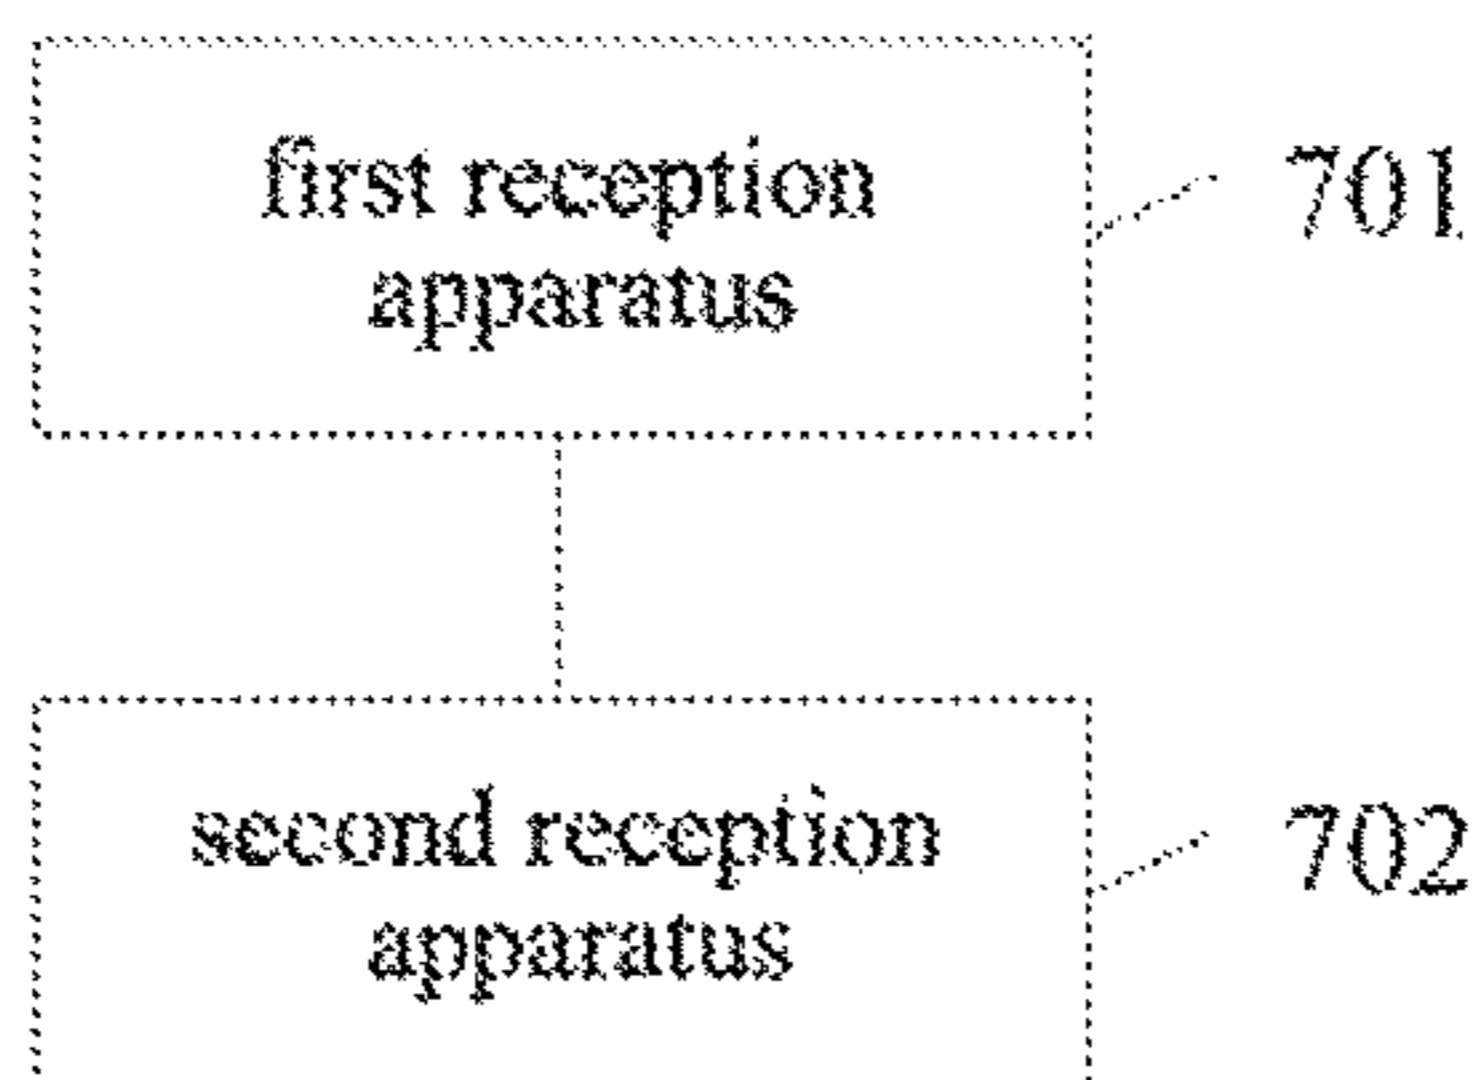 first reception
apparatus
701
second reception
apparatus
702